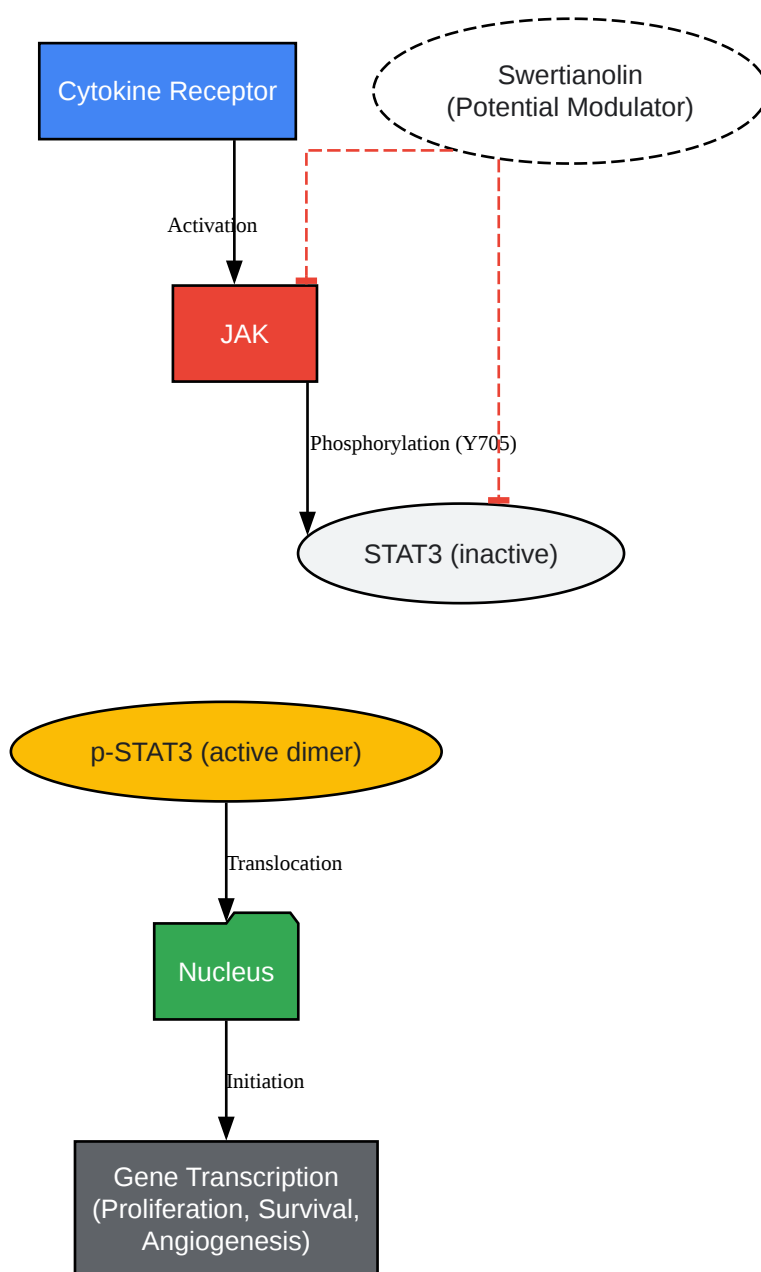 Cytokine Receptor
Swertianolin
(Potential Modulator)
Activation
JAK
Phosphorylation (Y705)
STAT3 (inactive)
p-STAT3 (active dimer)
Translocation
Nucleus
Initiation
Gene Transcription
(Proliferation, Survival,
Angiogenesis)